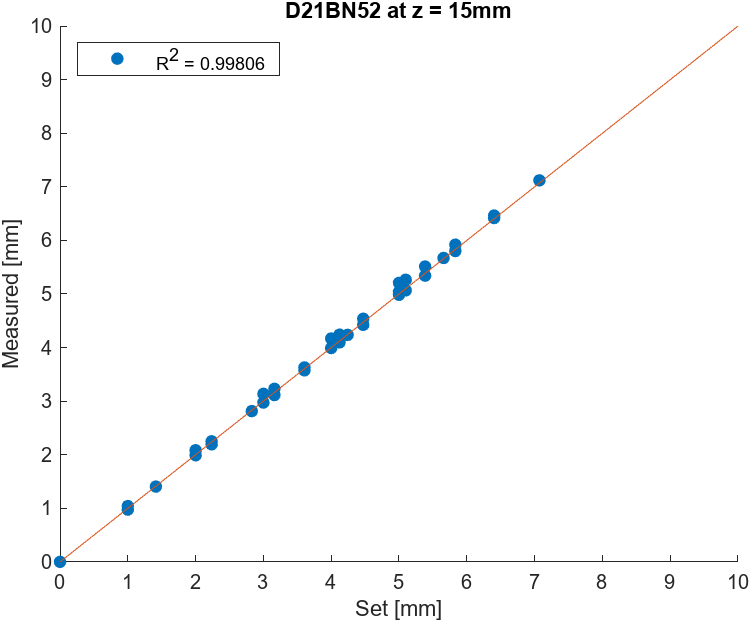 D21BN52 at z = 15mm
R² = 0.99806
Measured [mm]
10
9
8
7
6
5
4
3
2
1
0
0 1 2 3 4 5 6 7 8 9 10
Set [mm]